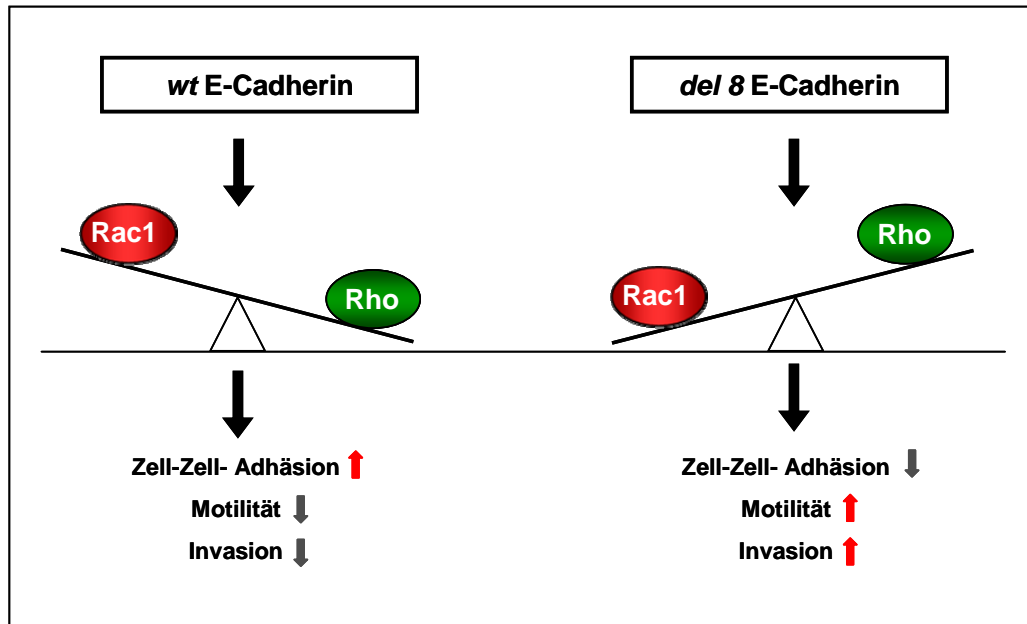 wt E-Cadherin
del 8 E-Cadherin
Rac1
Rho
Rho
Rac1
Zell-Zell- Adhäsion
Motilität
Invasion
Zell-Zell- Adhäsion
Motilität
Invasion